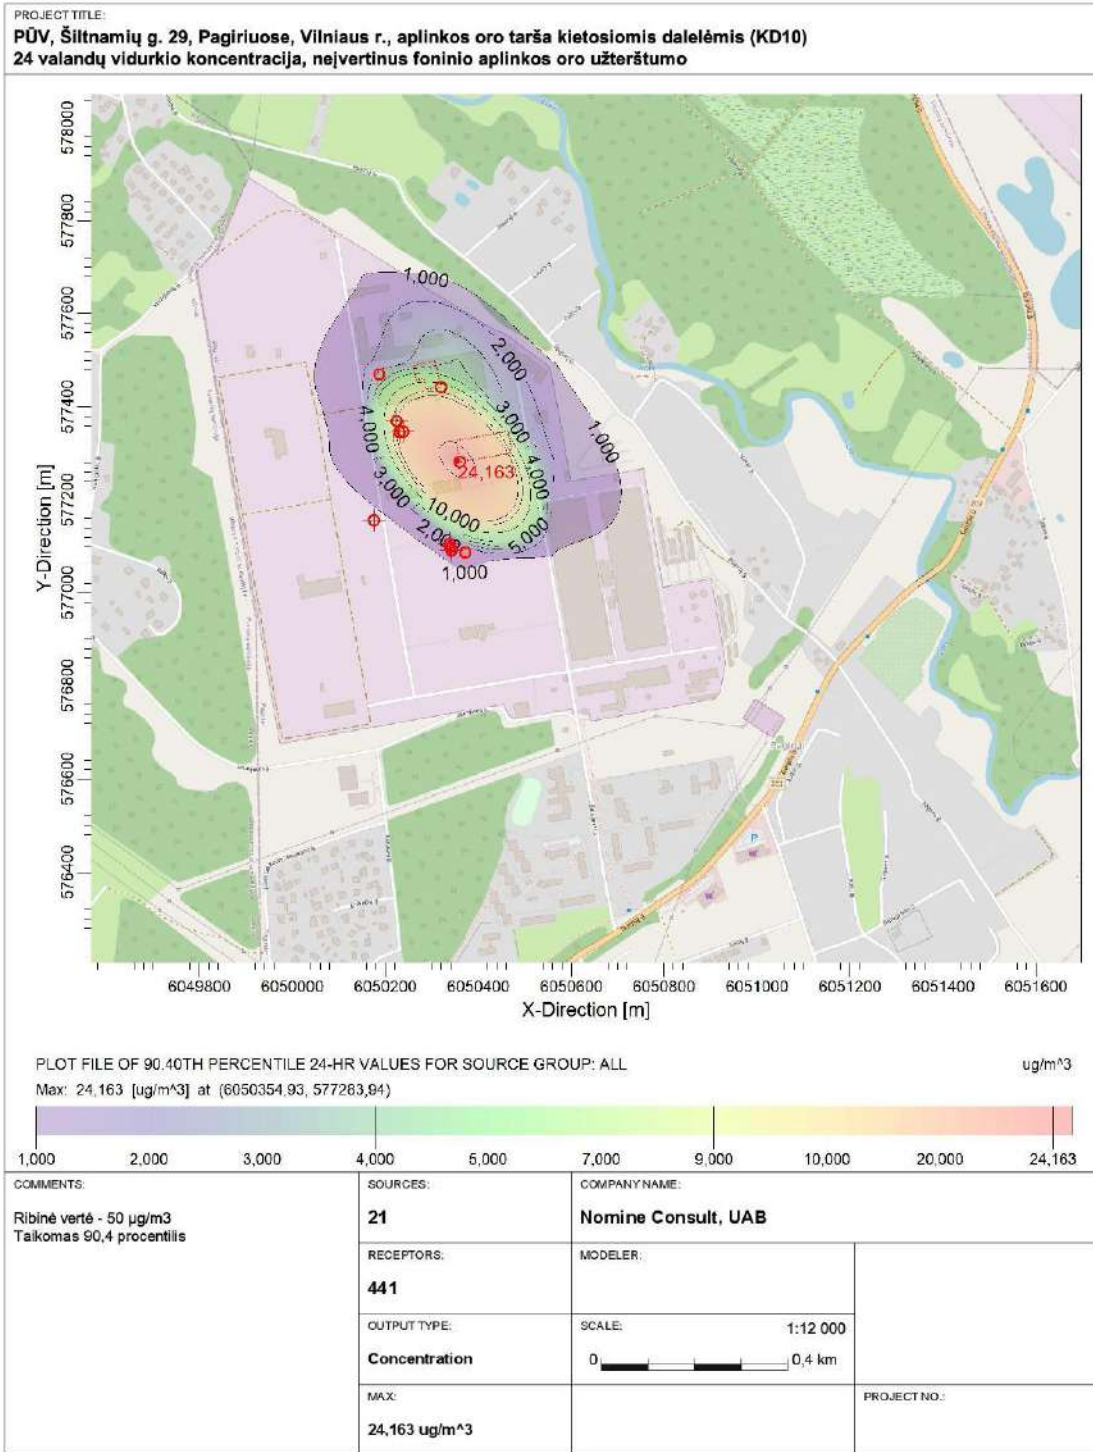 PROJECT TITLE:
PŪV, Šiltnamių g. 29, Pagiriuose, Vilniaus r., aplinkos oro tarša kietosiomis dalelėmis (KD10)
24 valandų vidurkio koncentracija, neįvertinus foninio aplinkos oro užterštumo
Y-Direction [m]
578000
577800
577600
577400
577200
577000
576800
576600
576400
1,000
2,000
3,000
1,000
4,000
4,000
24,163
3,000
10,000
2,000
5,000
1,000
P
6049800 6050000 6050200 6050400 6050600 6050800 6051000 6051200 6051400 6051600
X-Direction [m]
PLOT FILE OF 90.40TH PERCENTILE 24-HR VALUES FOR SOURCE GROUP: ALL
ug/m^3
Max: 24,163 [ug/m^3] at (6050354,93, 577283,94)
1,000 2,000 3,000 4,000 5,000 7,000 9,000 10,000 20,000 24,163
COMMENTS:
Ribinė vertė - 50 µg/m3
Taikomas 90,4 procentilis
SOURCES:
21
COMPANY NAME:
Nomine Consult, UAB
RECEPTORS:
441
MODELER:
OUTPUT TYPE:
Concentration
SCALE:
1:12 000
0
0,4 km
MAX:
24,163 ug/m^3
PROJECT NO.: